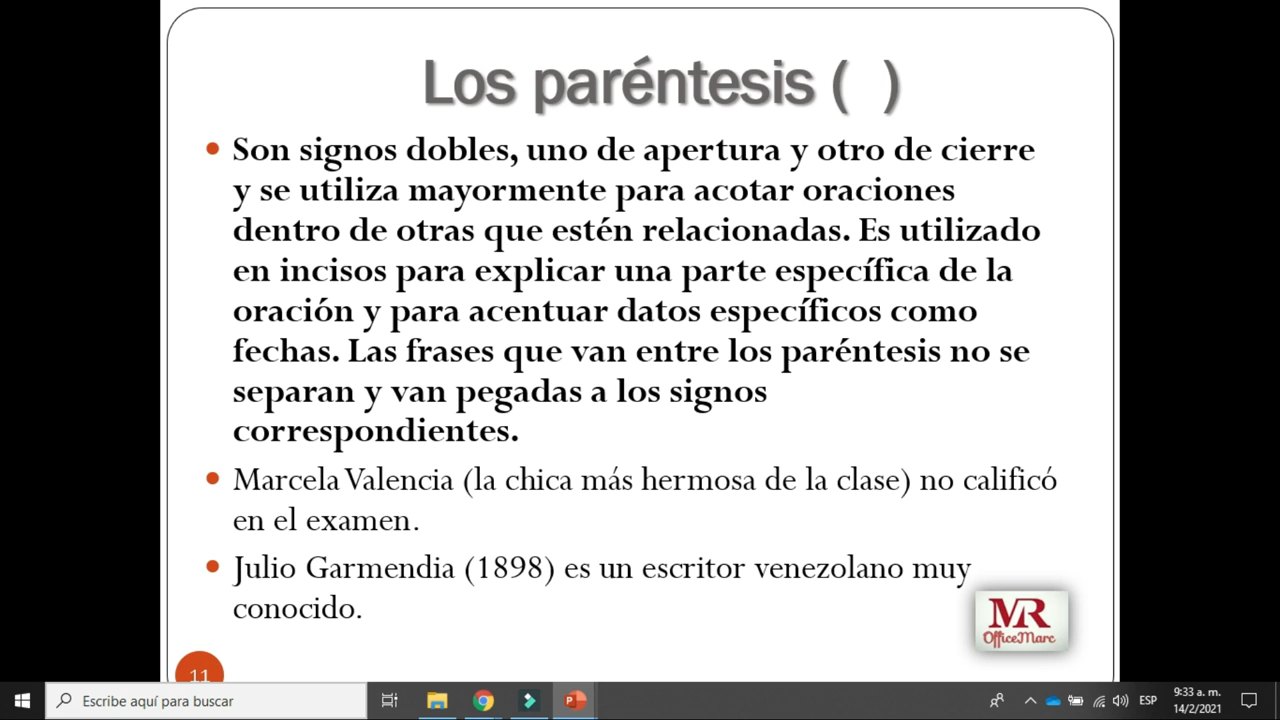 Los paréntesis ( )
Son signos dobles, uno de apertura y otro de cierre
y se utiliza mayormente para acotar oraciones
dentro de otras que estén relacionadas. Es utilizado
en incisos para explicar una parte específica de la
oración y para acentuar datos específicos como
fechas. Las frases que van entre los paréntesis no se
separan y van pegadas a los signos
correspondientes.
Marcela Valencia (la chica más hermosa de la clase) no calificó
en el examen.
Julio Garmendia (1898) es un escritor venezolano muy
conocido.
MR
OfficeMarc
11
Escribe aquí para buscar
ESP
9:33 a. m.
14/2/2021